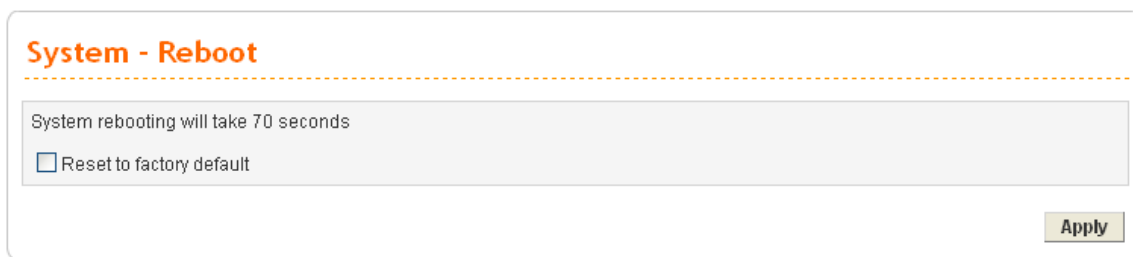 System - Reboot
System rebooting will take 70 seconds
Reset to factory default
Apply